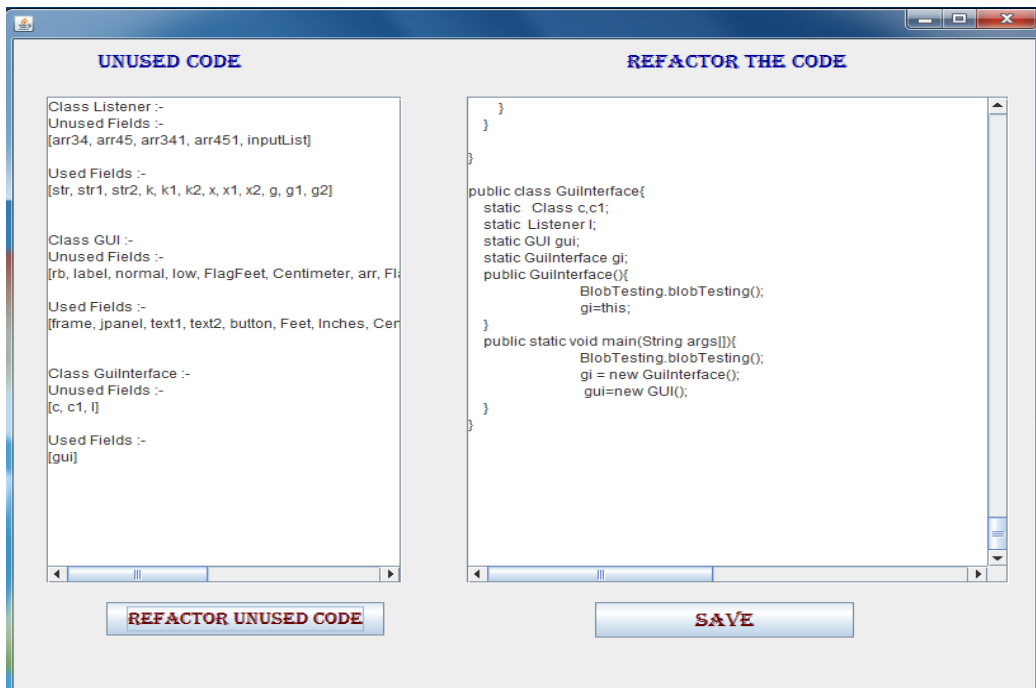 UNUSED CODE
Class Listener :-
Unused Fields :-
[arr34, arr45, arr341, arr451, inputList]
Used Fields :-
[str, str1, str2, k, k1, k2, x, x1, x2, g, g1, g2]
Class GUI :-
Unused Fields :-
[rb, label, normal, low, FlagFeet, Centimeter, arr, Fla
Used Fields :-
[frame, jpanel, text1, text2, button, Feet, Inches, Cen
Class GuiInterface :-
Unused Fields :-
[c, c1, l]
Used Fields :-
[gui]
REFACTOR UNUSED CODE
REFACTOR THE CODE
}
}
}
public class GuiInterface{
static   Class c,c1;
static  Listener l;
static GUI gui;
static GuiInterface gi;
public GuiInterface(){
BlobTesting.blobTesting();
gi=this;
}
public static void main(String args[]){
BlobTesting.blobTesting();
gi = new GuiInterface();
gui=new GUI();
}
}
SAVE